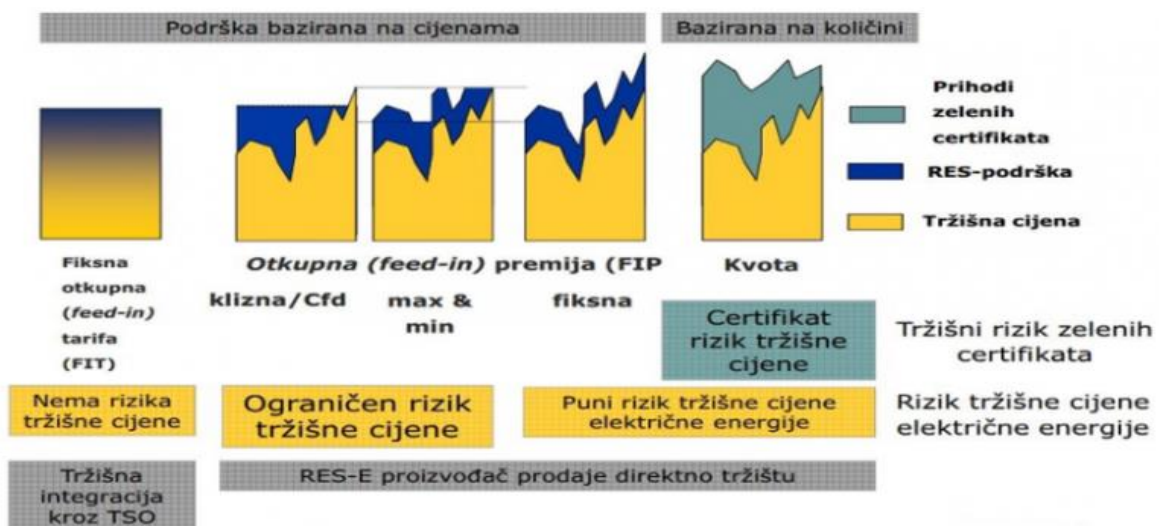 Podrška bazirana na cijenama
Bazirana na količini
Prihodi
zelenih
certifikata
RES-podrška
Tržišna cijena
Fiksna
otkupna
(feed-in)
tarifa
(FIT)
Otkupna (feed-in) premija (FIP
klizna/Cfd
max &
min
fiksna
Kvota
Certifikat
rizik tržišne
cijene
Tržišni rizik zelenih
certifikata
Nema rizika
tržišne cijene
Ograničen rizik
tržišne cijene
Puni rizik tržišne cijene
električne energije
Rizik tržišne cijene
električne energije
Tržišna
integracija
kroz TSO
RES-E proizvođač prodaje direktno tržištu